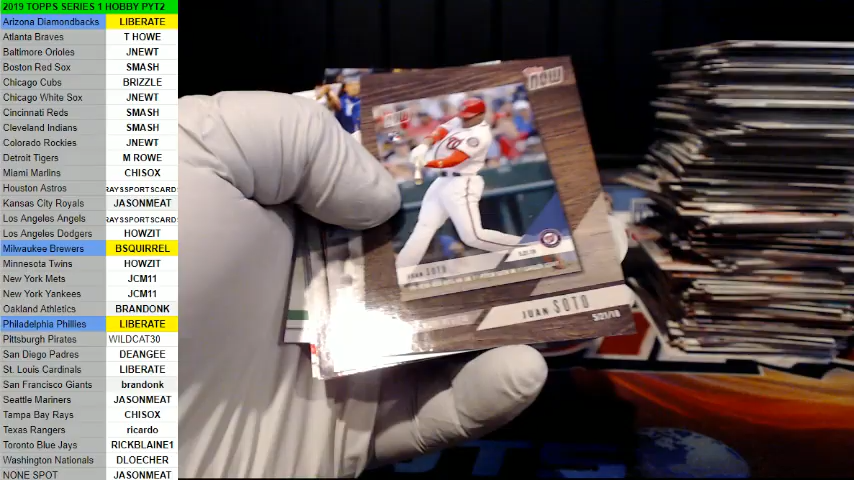 2019 TOPPS SERIES 1 HOBBY PYT2
Arizona Diamondbacks LIBERATE
Atlanta Braves T HOWE
Baltimore Orioles JNEWT
Boston Red Sox SMASH
Chicago Cubs BRIZZLE
Chicago White Sox JNEWT
Cincinnati Reds SMASH
Cleveland Indians SMASH
Colorado Rockies JNEWT
Detroit Tigers M ROWE
Miami Marlins CHISOX
Houston Astros RAYSSPORTSCARD
Kansas City Royals JASONMEAT
Los Angeles Angels RAYSSPORTSCARD
Los Angeles Dodgers HOWZIT
Milwaukee Brewers BSQUIRREL
Minnesota Twins HOWZIT
New York Mets JCM11
New York Yankees JCM11
Oakland Athletics BRANDONK
Philadelphia Phillies LIBERATE
Pittsburgh Pirates WILDCAT30
San Diego Padres DEANGEE
St. Louis Cardinals LIBERATE
San Francisco Giants brandonk
Seattle Mariners JASONMEAT
Tampa Bay Rays CHISOX
Texas Rangers ricardo
Toronto Blue Jays RICKBLAINE1
Washington Nationals DLOECHER
NONE SPOT JASONMEAT
TOPPS now
JUAN SOTO
JUAN SOTO
5/21/18